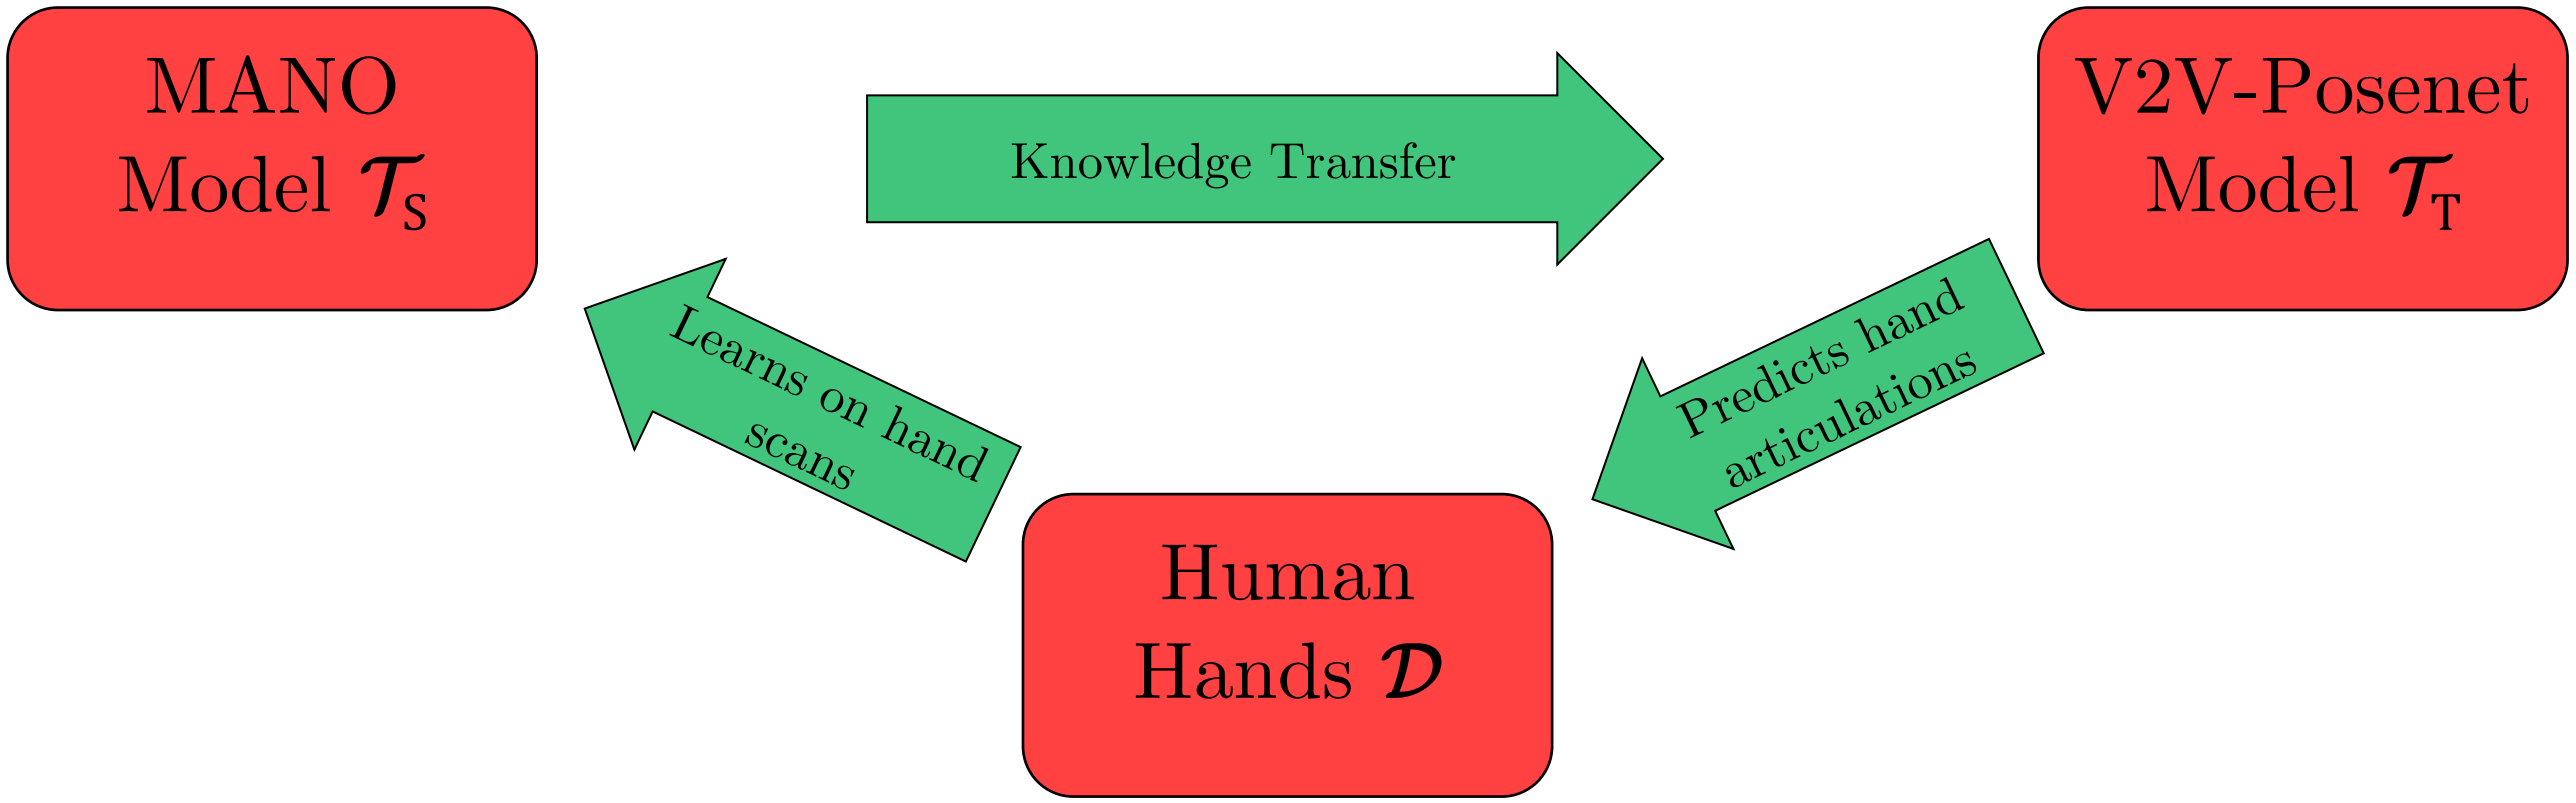 MANO
Model 𝓣S
Knowledge Transfer
V2V-Posenet
Model 𝓣T
Learns on hand
scans
Predicts hand
articulations
Human
Hands 𝓓